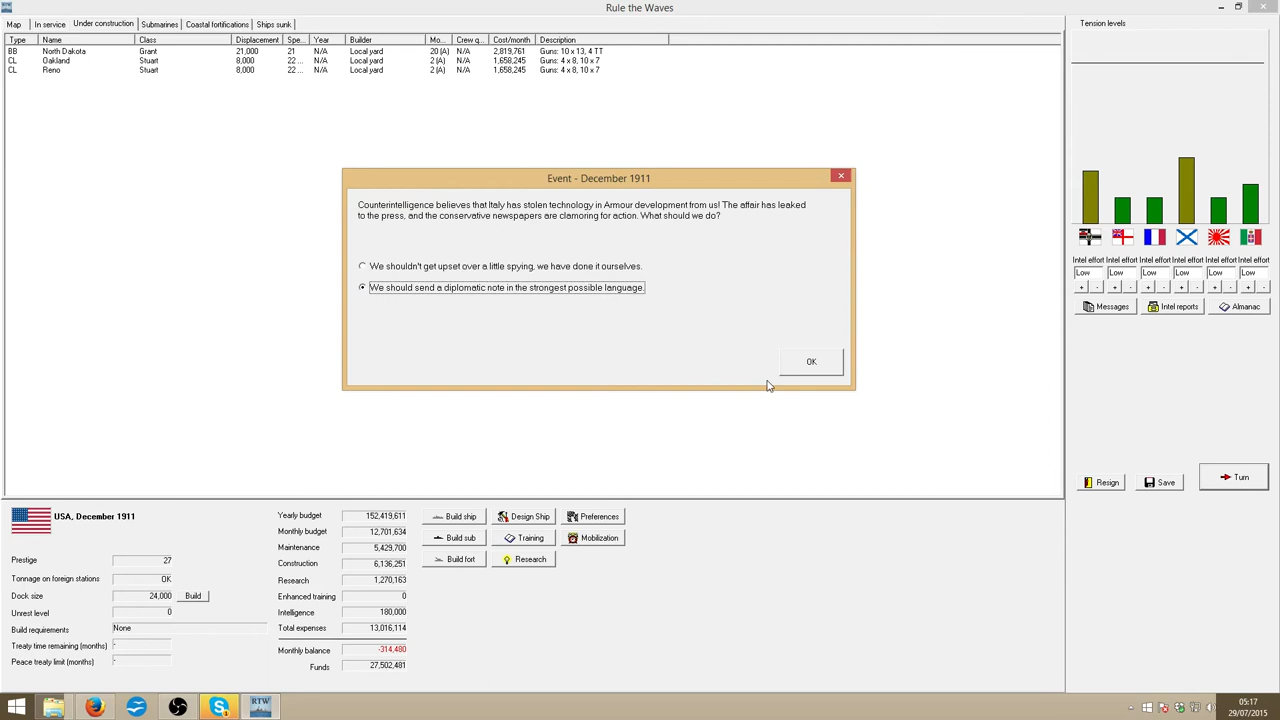 Rule the Waves
Map In service Under construction Submarines Coastal fortifications Ships sunk
Type Name Class Displacement Spe... Year Builder Mo... Crew q... Cost/month Description
BB North Dakota Grant 21,000 21 N/A Local yard 20 (A) N/A 2,819,761 Guns: 10 x 13, 4 TT
CL Oakland Stuart 8,000 22 ... N/A Local yard 2 (A) N/A 1,658,245 Guns: 4 x 8, 10 x 7
CL Reno Stuart 8,000 22 ... N/A Local yard 2 (A) N/A 1,658,245 Guns: 4 x 8, 10 x 7
Tension levels
Event - December 1911
Counterintelligence believes that Italy has stolen technology in Armour development from us! The affair has leaked
to the press, and the conservative newspapers are clamoring for action. What should we do?
We shouldn't get upset over a little spying, we have done it ourselves.
We should send a diplomatic note in the strongest possible language.
OK
Intel effort Intel effort Intel effort Intel effort Intel effort Intel effort
Low Low Low Low Low Low
+ - + - + - + - + - + -
Messages Intel reports Almanac
Resign Save Turn
USA, December 1911
Prestige 27
Tonnage on foreign stations OK
Dock size 24,000 Build
Unrest level 0
Build requirements None
Treaty time remaining (months) -
Peace treaty limit (months) -
Yearly budget 152,419,611
Monthly budget 12,701,634
Maintenance 5,429,700
Construction 6,136,251
Research 1,270,163
Enhanced training 0
Intelligence 180,000
Total expenses 13,016,114
Monthly balance -314,480
Funds 27,502,481
Build ship Design Ship Preferences
Build sub Training Mobilization
Build fort Research
RTW
05:17
29/07/2015